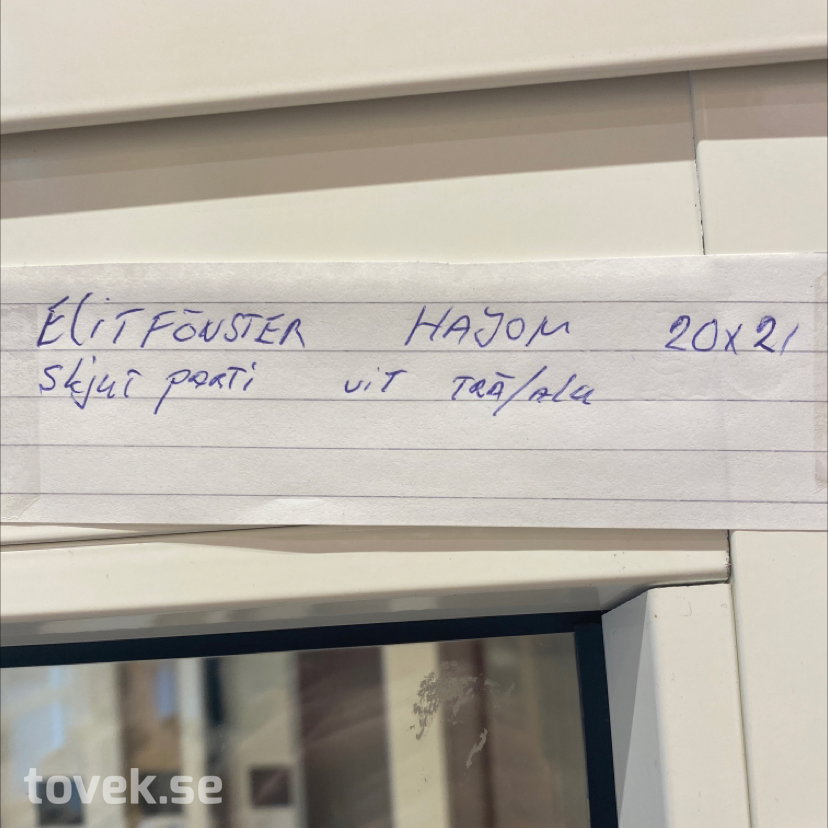 ELiTFÖNSTER HAJOM 20x21
Skjut parti vit TRÄ/ALU
tovek.se